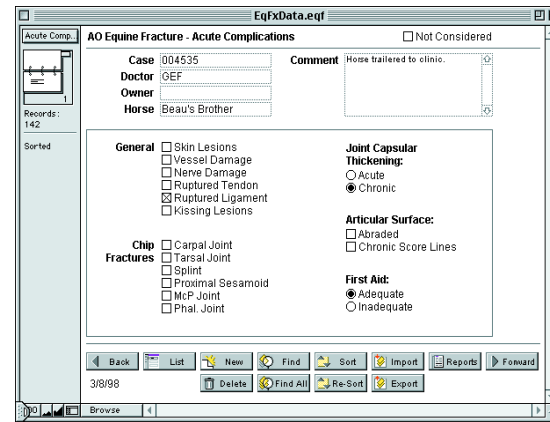 EqFxData.eqf
Acute Comp...
AO Equine Fracture - Acute Complications
Not Considered
Case 004535
Comment Horse trailered to clinic.
Doctor GEF
Owner
Horse Beau's Brother
1
Records:
142
Sorted
General Skin Lesions
Vessel Damage
Nerve Damage
Ruptured Tendon
Ruptured Ligament
Kissing Lesions
Chip Fractures
Carpal Joint
Tarsal Joint
Splint
Proximal Sesamoid
McP Joint
Phal. Joint
Joint Capsular
Thickening:
Acute
Chronic
Articular Surface:
Abraded
Chronic Score Lines
First Aid:
Adequate
Inadequate
Back List New Find Sort Import Reports Forward
3/8/98 Delete Find All Re-Sort Export
100 Browse